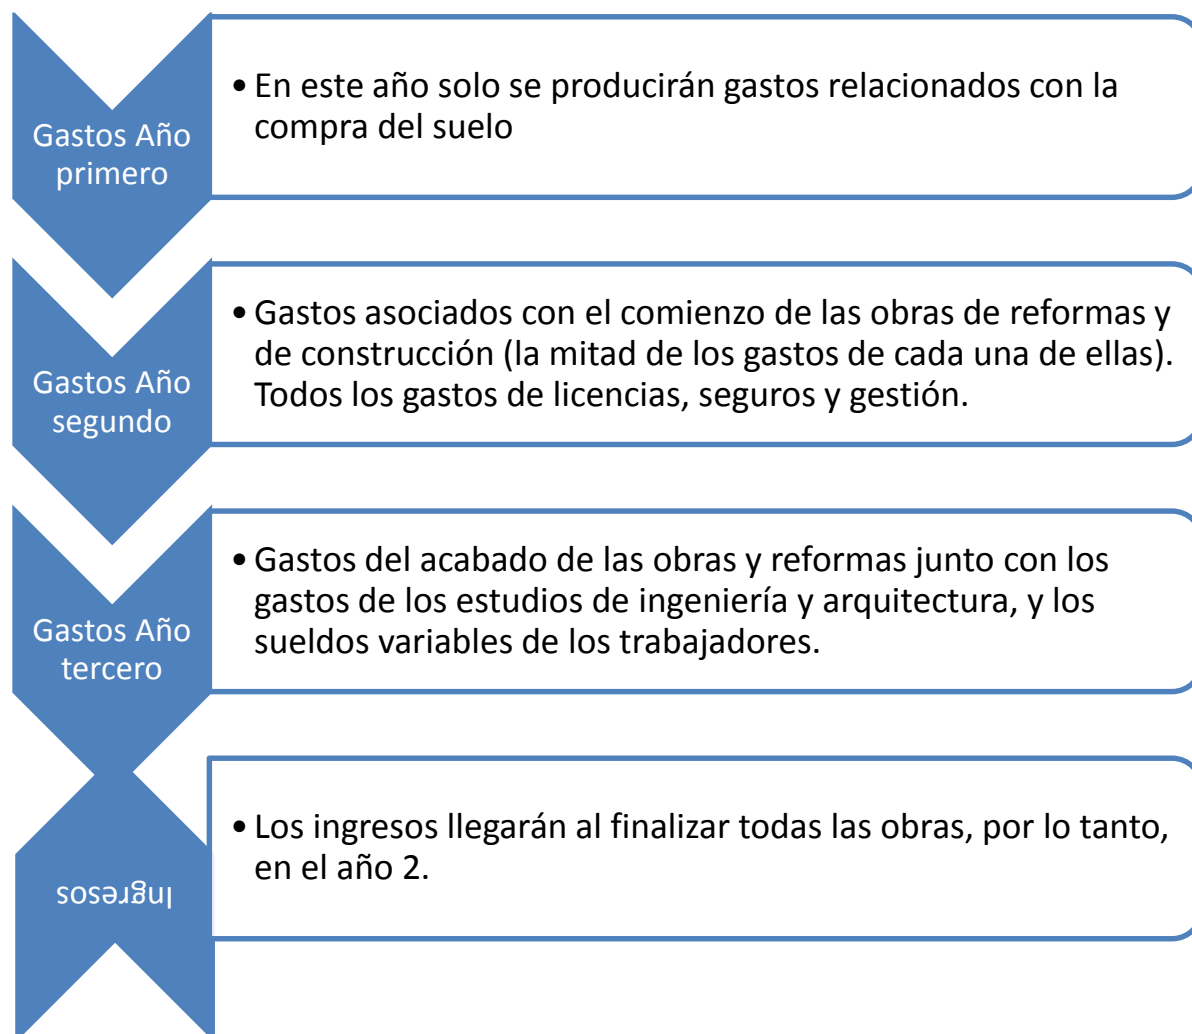 Gastos Año
primero
• En este año solo se producirán gastos relacionados con la
compra del suelo
Gastos Año
segundo
• Gastos asociados con el comienzo de las obras de reformas y
de construcción (la mitad de los gastos de cada una de ellas).
Todos los gastos de licencias, seguros y gestión.
Gastos Año
tercero
• Gastos del acabado de las obras y reformas junto con los
gastos de los estudios de ingeniería y arquitectura, y los
sueldos variables de los trabajadores.
Ingresos
• Los ingresos llegarán al finalizar todas las obras, por lo tanto,
en el año 2.